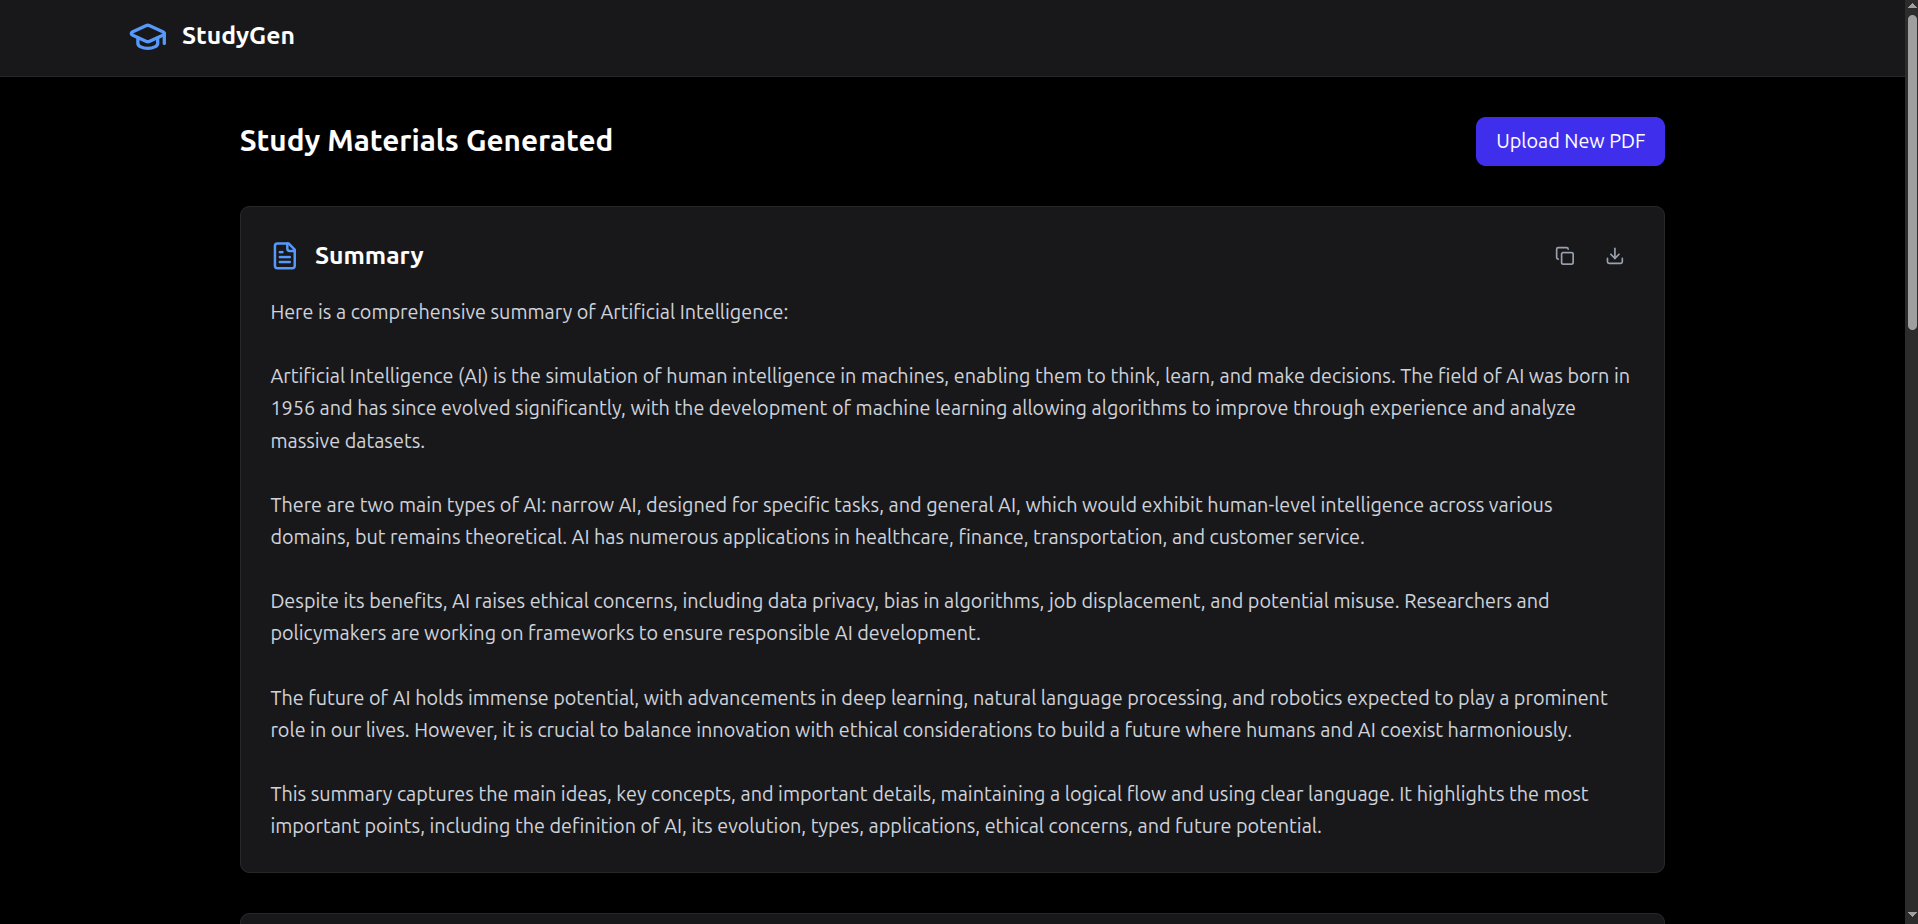 StudyGen
Study Materials Generated
Upload New PDF
Summary
Here is a comprehensive summary of Artificial Intelligence:
Artificial Intelligence (AI) is the simulation of human intelligence in machines, enabling them to think, learn, and make decisions. The field of AI was born in
1956 and has since evolved significantly, with the development of machine learning allowing algorithms to improve through experience and analyze
massive datasets.
There are two main types of AI: narrow AI, designed for specific tasks, and general AI, which would exhibit human-level intelligence across various
domains, but remains theoretical. AI has numerous applications in healthcare, finance, transportation, and customer service.
Despite its benefits, AI raises ethical concerns, including data privacy, bias in algorithms, job displacement, and potential misuse. Researchers and
policymakers are working on frameworks to ensure responsible AI development.
The future of AI holds immense potential, with advancements in deep learning, natural language processing, and robotics expected to play a prominent
role in our lives. However, it is crucial to balance innovation with ethical considerations to build a future where humans and AI coexist harmoniously.
This summary captures the main ideas, key concepts, and important details, maintaining a logical flow and using clear language. It highlights the most
important points, including the definition of AI, its evolution, types, applications, ethical concerns, and future potential.